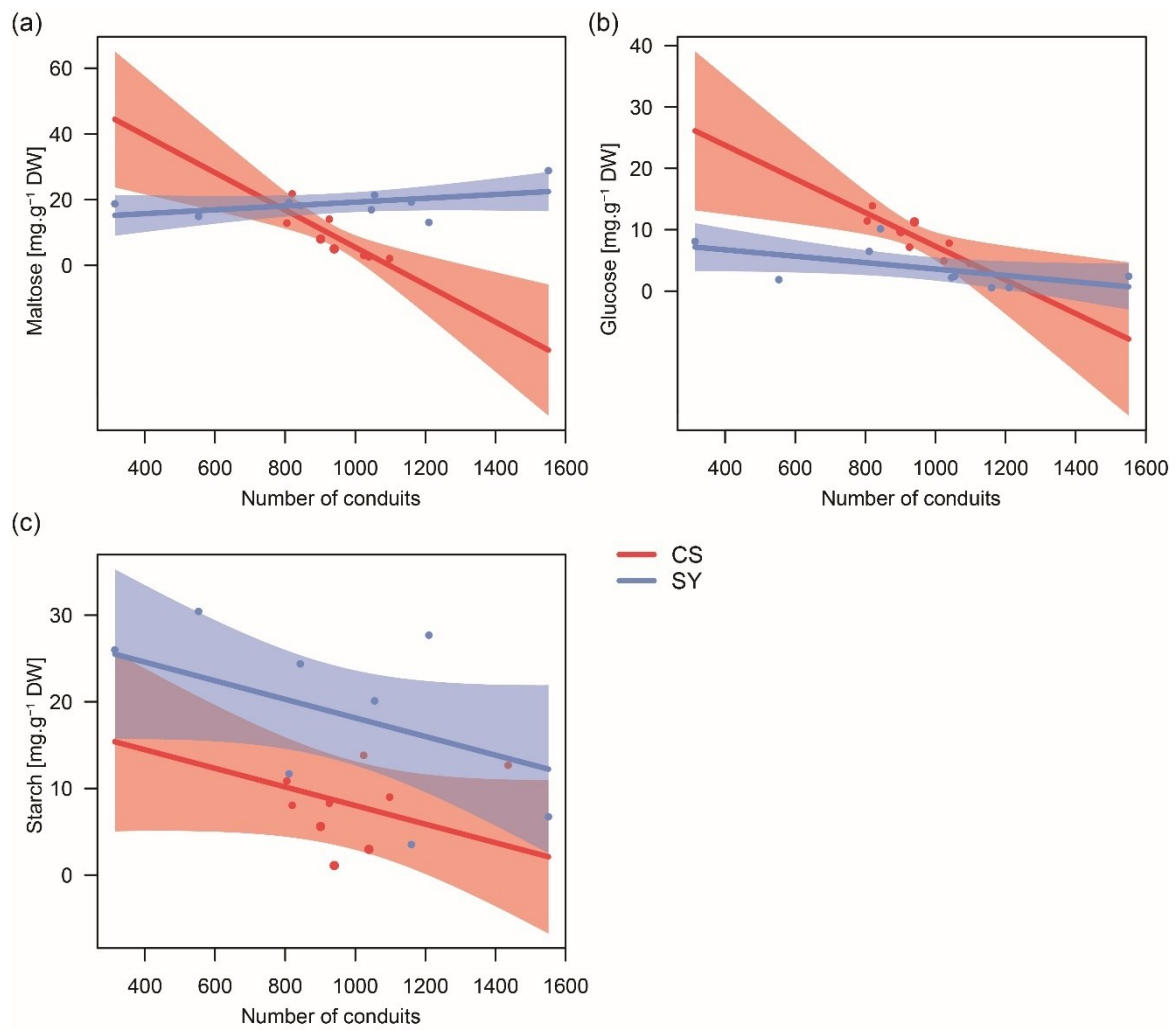 (a)
60
40
20
0
Maltose [mg.g⁻¹ DW]
400 600 800 1000 1200 1400 1600
Number of conduits
(b)
40
30
20
10
0
Glucose [mg.g⁻¹ DW]
400 600 800 1000 1200 1400 1600
Number of conduits
(c)
30
20
10
0
Starch [mg.g⁻¹ DW]
400 600 800 1000 1200 1400 1600
Number of conduits
CS
SY